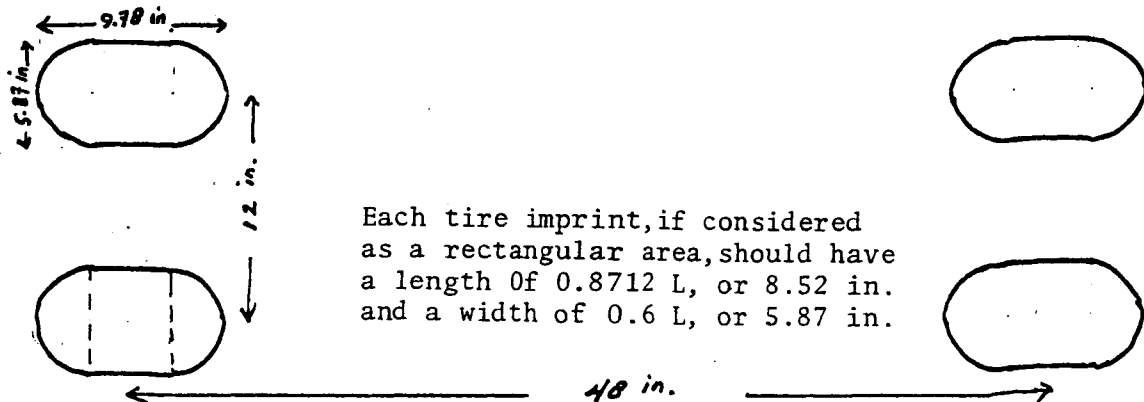 9.78 in.
5.87 in
12 in.
Each tire imprint,if considered
as a rectangular area,should have
a length Of 0.8712 L, or 8.52 in.
and a width of 0.6 L, or 5.87 in.
48 in.